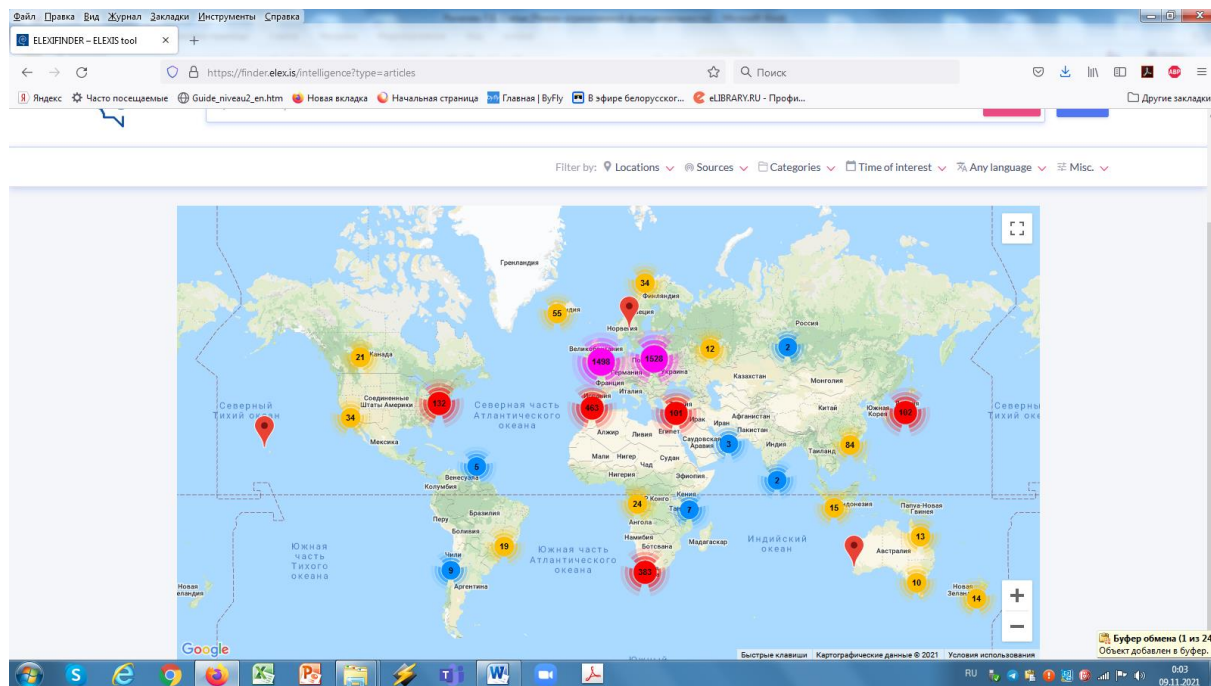 Файл Правка Вид Журнал Закладки Инструменты Справка
ELEXIFINDER – ELEXIS tool
https://finder.elex.is/intelligence?type=articles
Поиск
Яндекс Часто посещаемые Guide_niveau2_en.htm Новая вкладка Начальная страница Главная | ByFly В эфире белорусског... eLIBRARY.RU - Профи... Другие закладки
Filter by: Locations Sources Categories Time of interest Any language Misc.
Гренландия
34
Финляндия
55
Норвегия
Россия
21
Канада
1498
1528
12
2
Казахстан
Монголия
Франция
Италия
Соединенные
Штаты Америки
132
Северный
Тихий океан
34
Северная часть
Атлантического
океана
463
101
Ирак
Иран
Афганистан
Пакистан
Китай
Южная
Корея
102
Мексика
Алжир
Ливия
Египет
Саудовская
Аравия
3
Индия
Таиланд
84
Мали
Нигер
Чад
Судан
6
Венесуэла
Колумбия
Нигерия
Эфиопия
2
24
Конго
Кения
7
15
Папуа-Новая
Гвинея
Перу
Бразилия
Ангола
13
Боливия
Намибия
Ботсвана
Мадагаскар
Индийский
океан
Австралия
19
Южная
часть
Тихого
океана
Чили
9
Южная часть
Атлантического
океана
383
10
Аргентина
Новая
14
Google
Быстрые клавиши Картографические данные © 2021 Условия использования
Буфер обмена (1 из 24
Объект добавлен в буфер.
RU
0:03
09.11.2021